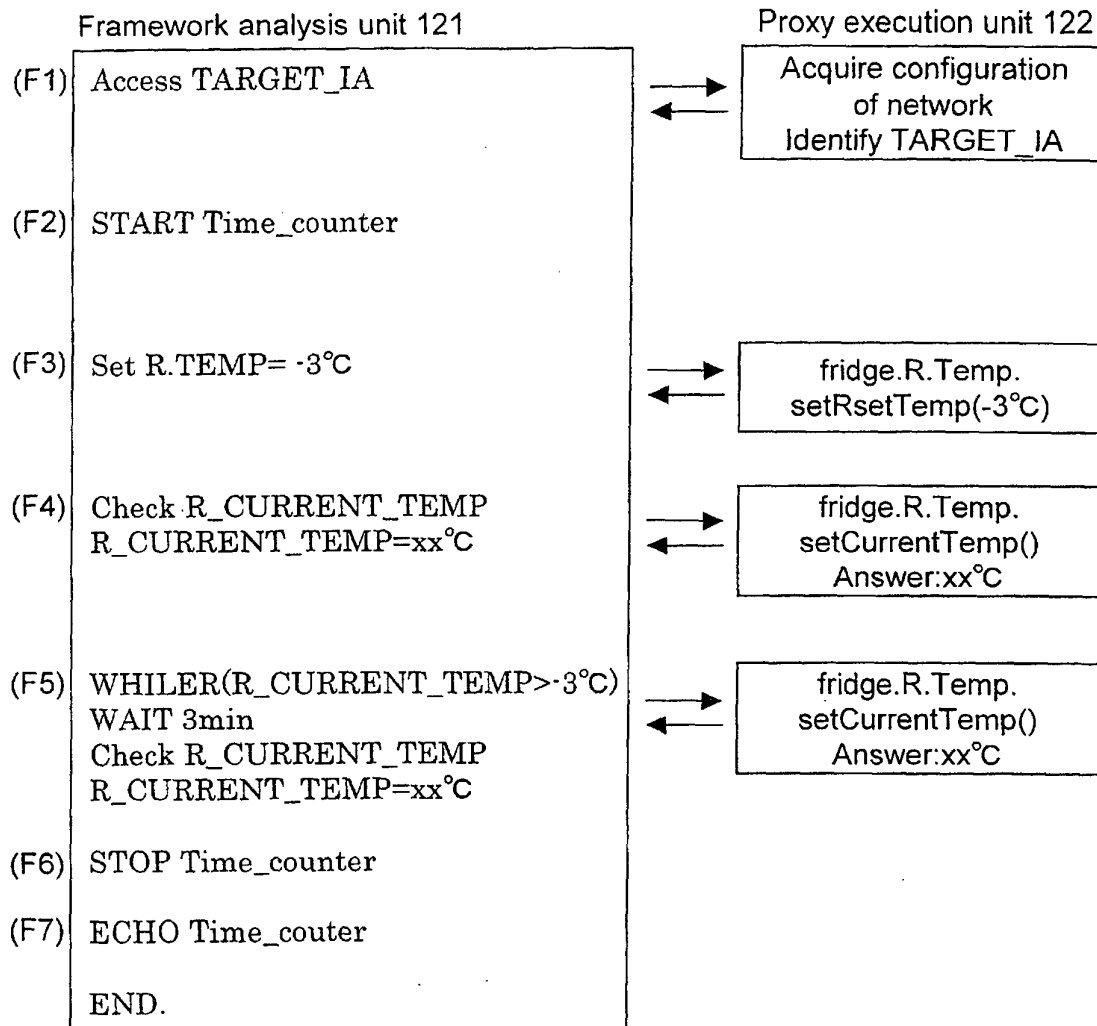 Framework analysis unit 121
Proxy execution unit 122
(F1) Access TARGET_IA
Acquire configuration
of network
Identify TARGET_IA
(F2) START Time_counter
(F3) Set R.TEMP= -3°C
fridge.R.Temp.
setRsetTemp(-3°C)
(F4) Check R_CURRENT_TEMP
R_CURRENT_TEMP=xx°C
fridge.R.Temp.
setCurrentTemp()
Answer:xx°C
(F5) WHILER(R_CURRENT_TEMP>-3°C)
WAIT 3min
Check R_CURRENT_TEMP
R_CURRENT_TEMP=xx°C
fridge.R.Temp.
setCurrentTemp()
Answer:xx°C
(F6) STOP Time_counter
(F7) ECHO Time_couter
END.